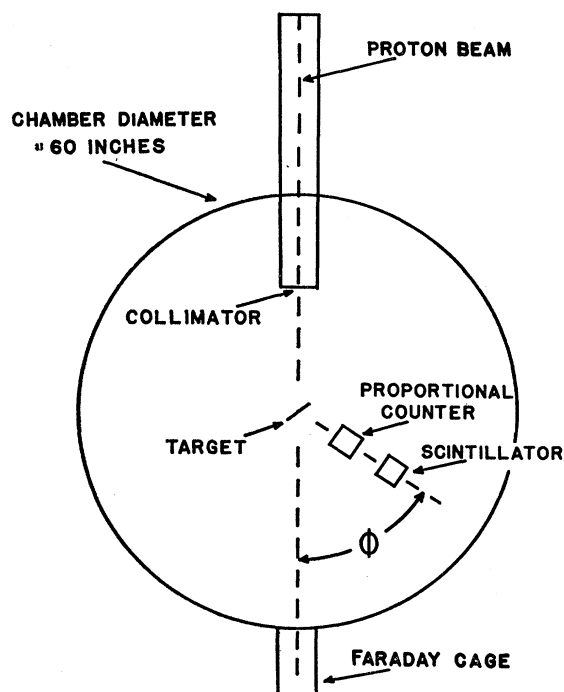 PROTON BEAM
CHAMBER DIAMETER
= 60 INCHES
COLLIMATOR
PROPORTIONAL
COUNTER
TARGET
SCINTILLATOR
Φ
FARADAY CAGE